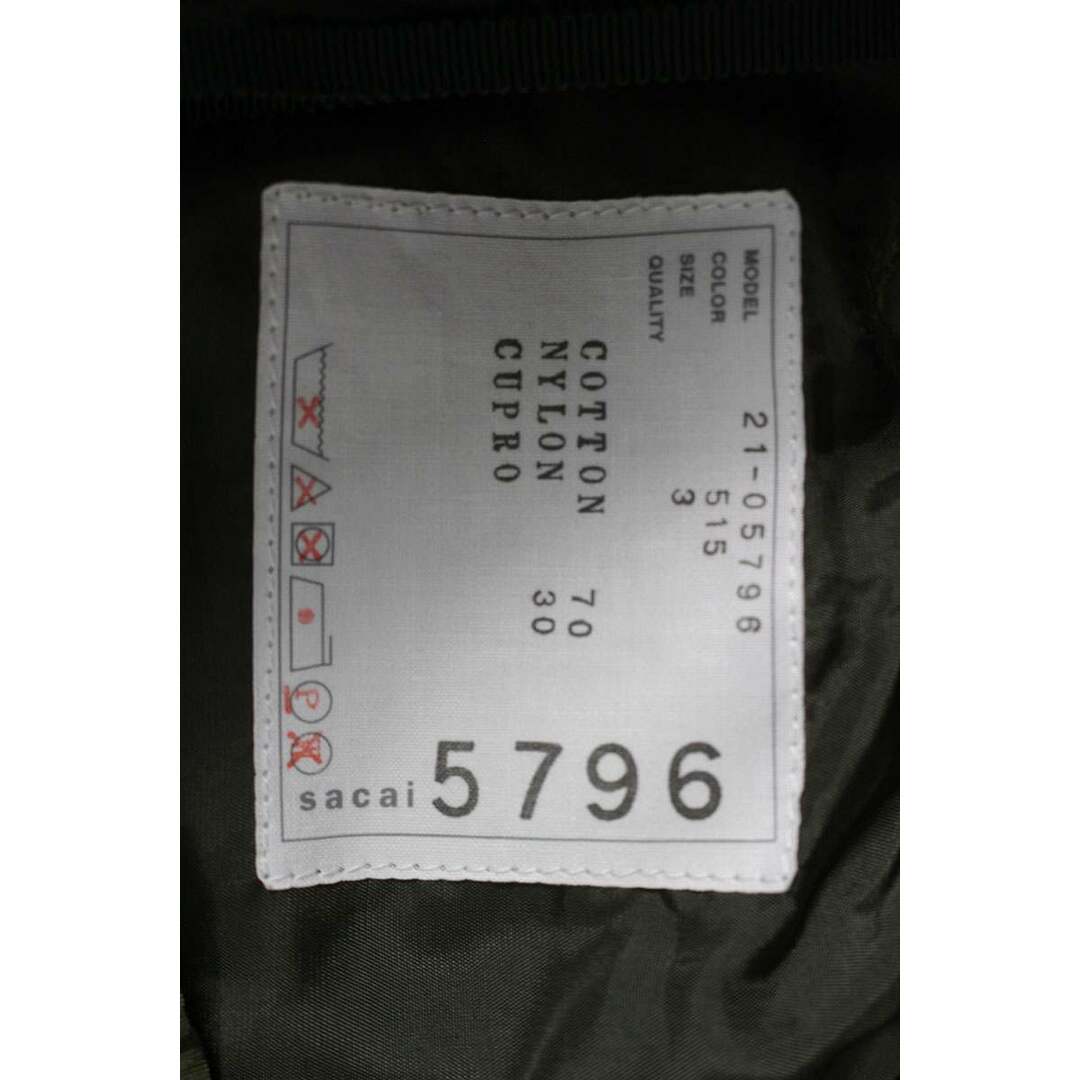 MODEL 21-05796
COLOR 515
SIZE 3
QUALITY
COTTON 70
NYLON 30
CUPRO
sacai 5796
P